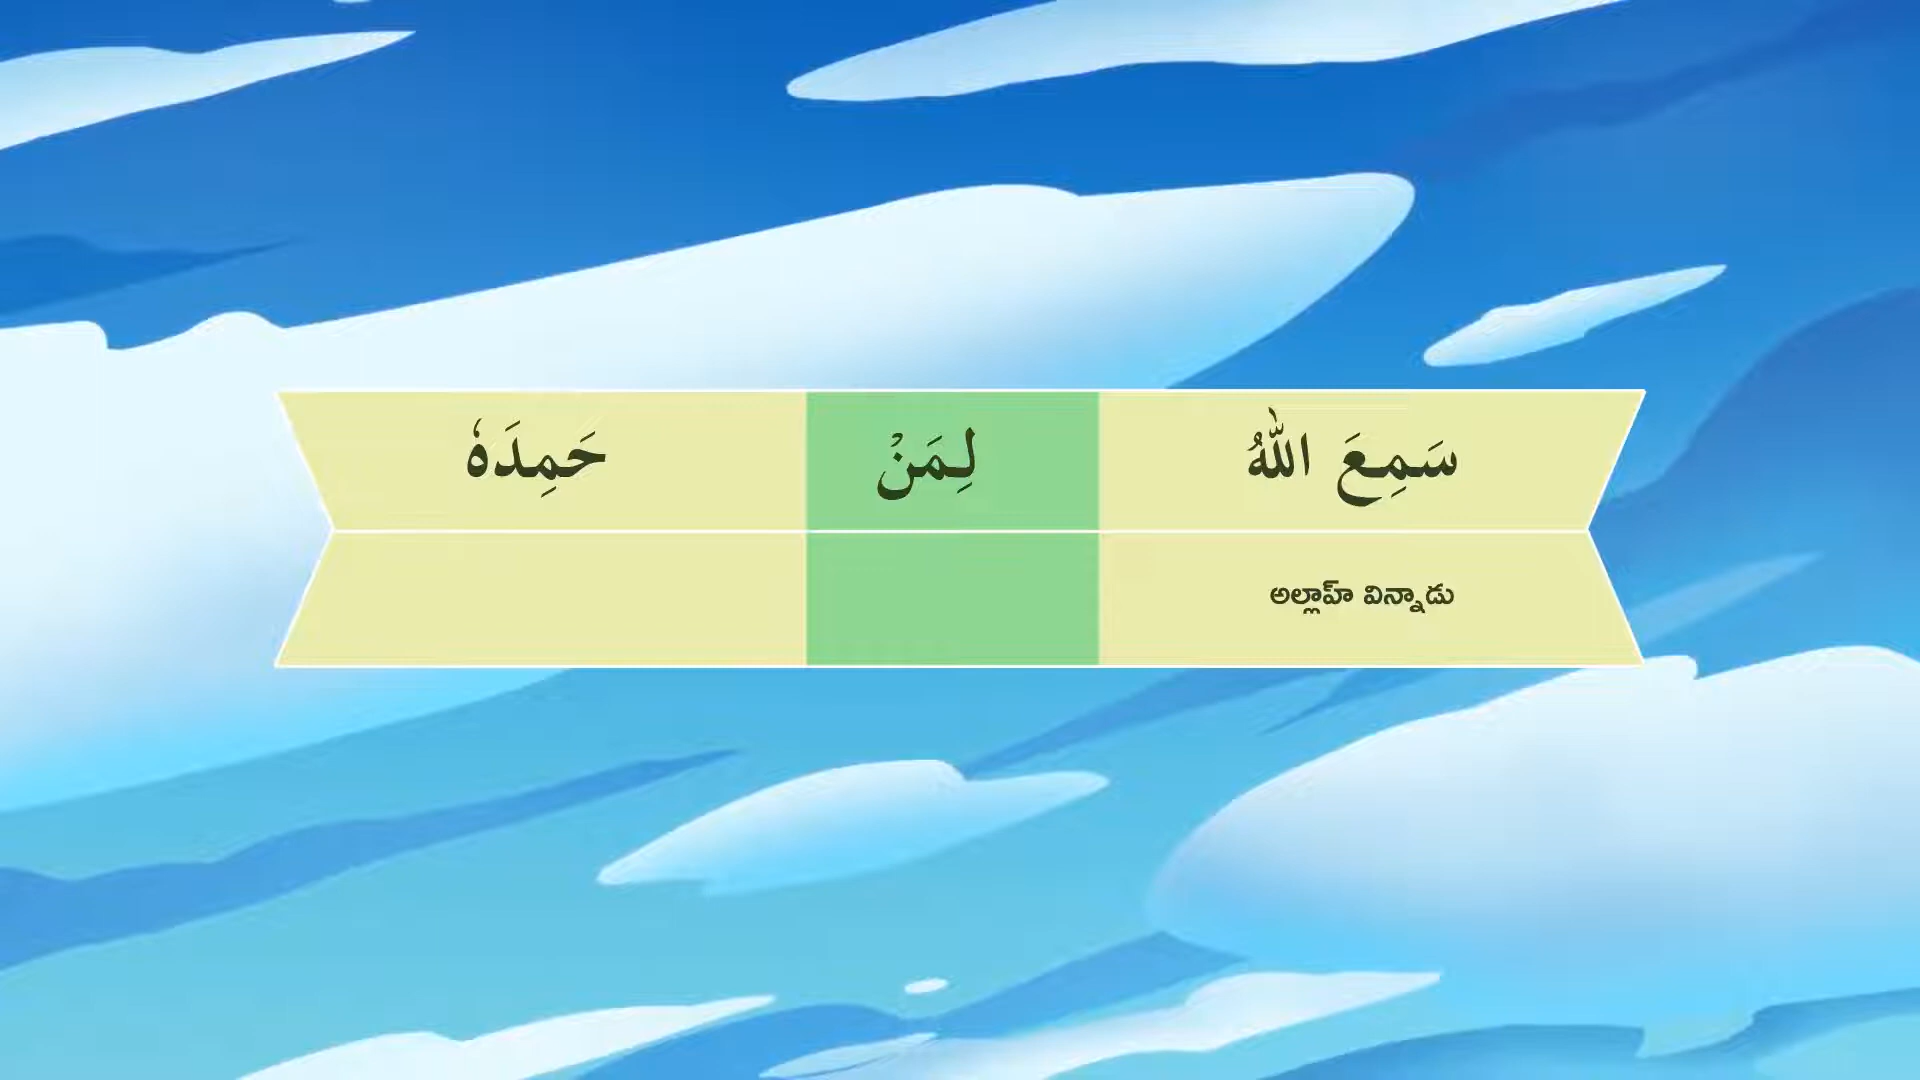 سَمِعَ اللّٰهُ لِمَنْ حَمِدَهٗ
అల్లాహ్ విన్నాడు